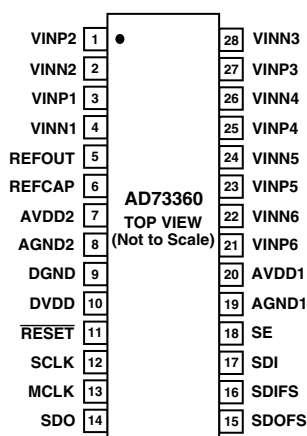 VINP2 1 28 VINN3
VINN2 2 27 VINP3
VINP1 3 26 VINN4
VINN1 4 25 VINP4
REFOUT 5 24 VINN5
REFCAP 6 23 VINP5
AD73360
TOP VIEW
(Not to Scale)
AVDD2 7 22 VINN6
AGND2 8 21 VINP6
DGND 9 20 AVDD1
DVDD 10 19 AGND1
RESET 11 18 SE
SCLK 12 17 SDI
MCLK 13 16 SDIFS
SDO 14 15 SDOFS